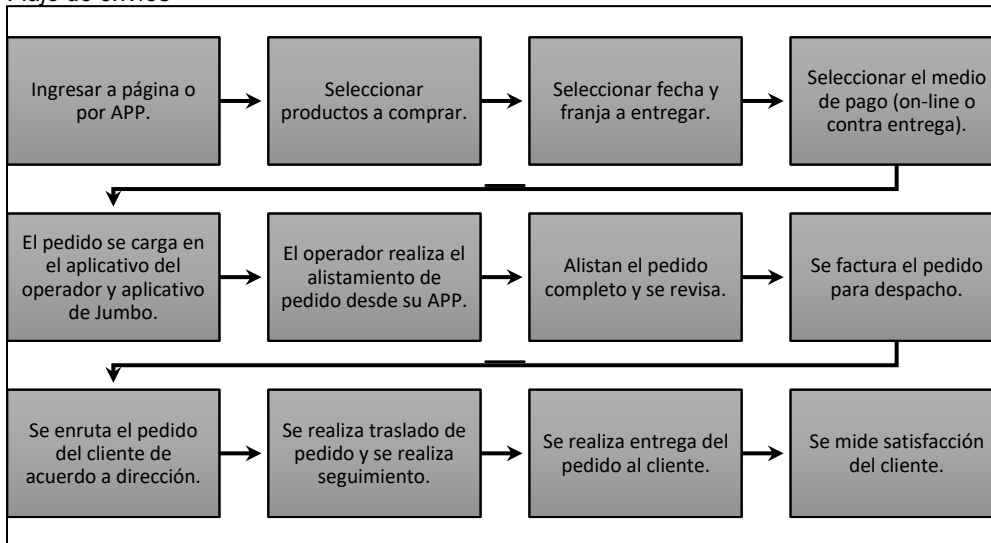 Flujo de envíos
Ingresar a página o
por APP.
Seleccionar
productos a comprar.
Seleccionar fecha y
franja a entregar.
Seleccionar el medio
de pago (on-line o
contra entrega).
El pedido se carga en
el aplicativo del
operador y aplicativo
de Jumbo.
El operador realiza el
alistamiento de
pedido desde su APP.
Alistan el pedido
completo y se revisa.
Se factura el pedido
para despacho.
Se enruta el pedido
del cliente de
acuerdo a dirección.
Se realiza traslado de
pedido y se realiza
seguimiento.
Se realiza entrega del
pedido al cliente.
Se mide satisfacción
del cliente.